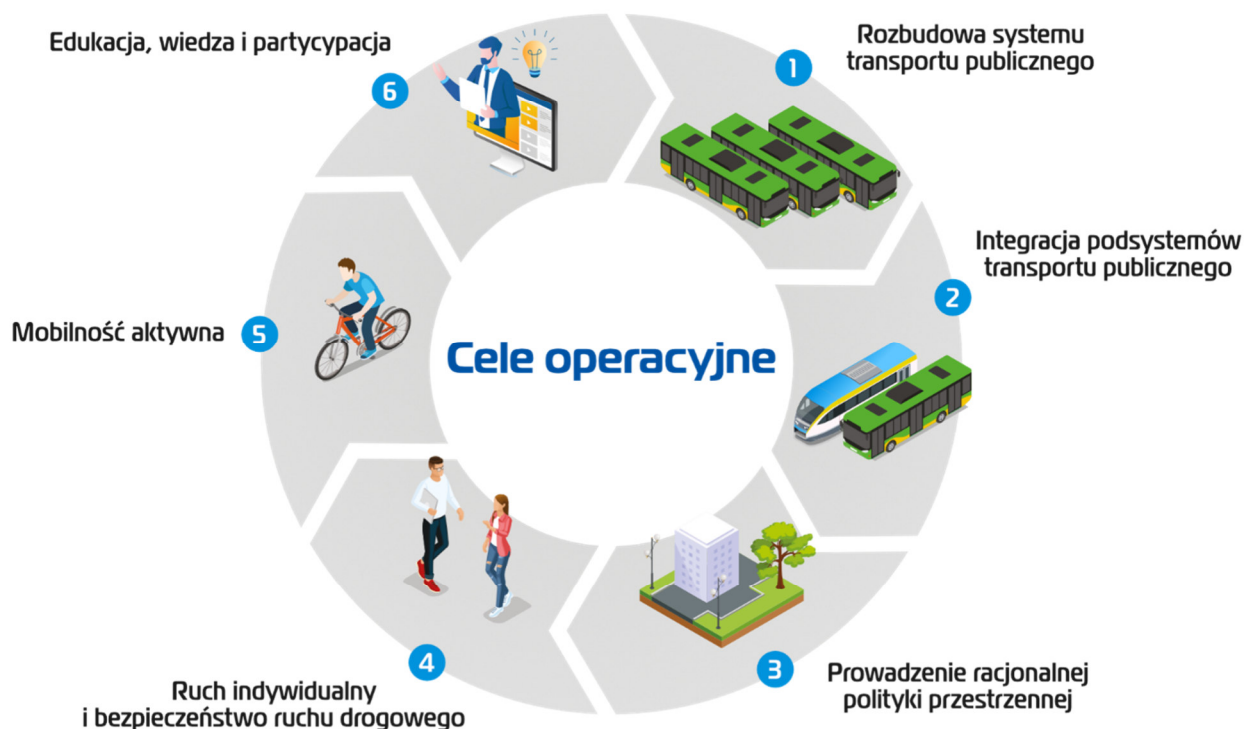 Cele operacyjne
1
Rozbudowa systemu
transportu publicznego
2
Integracja podsystemów
transportu publicznego
3
Prowadzenie racjonalnej
polityki przestrzennej
4
Ruch indywidualny
i bezpieczeństwo ruchu drogowego
5
Mobilność aktywna
6
Edukacja, wiedza i partycypacja